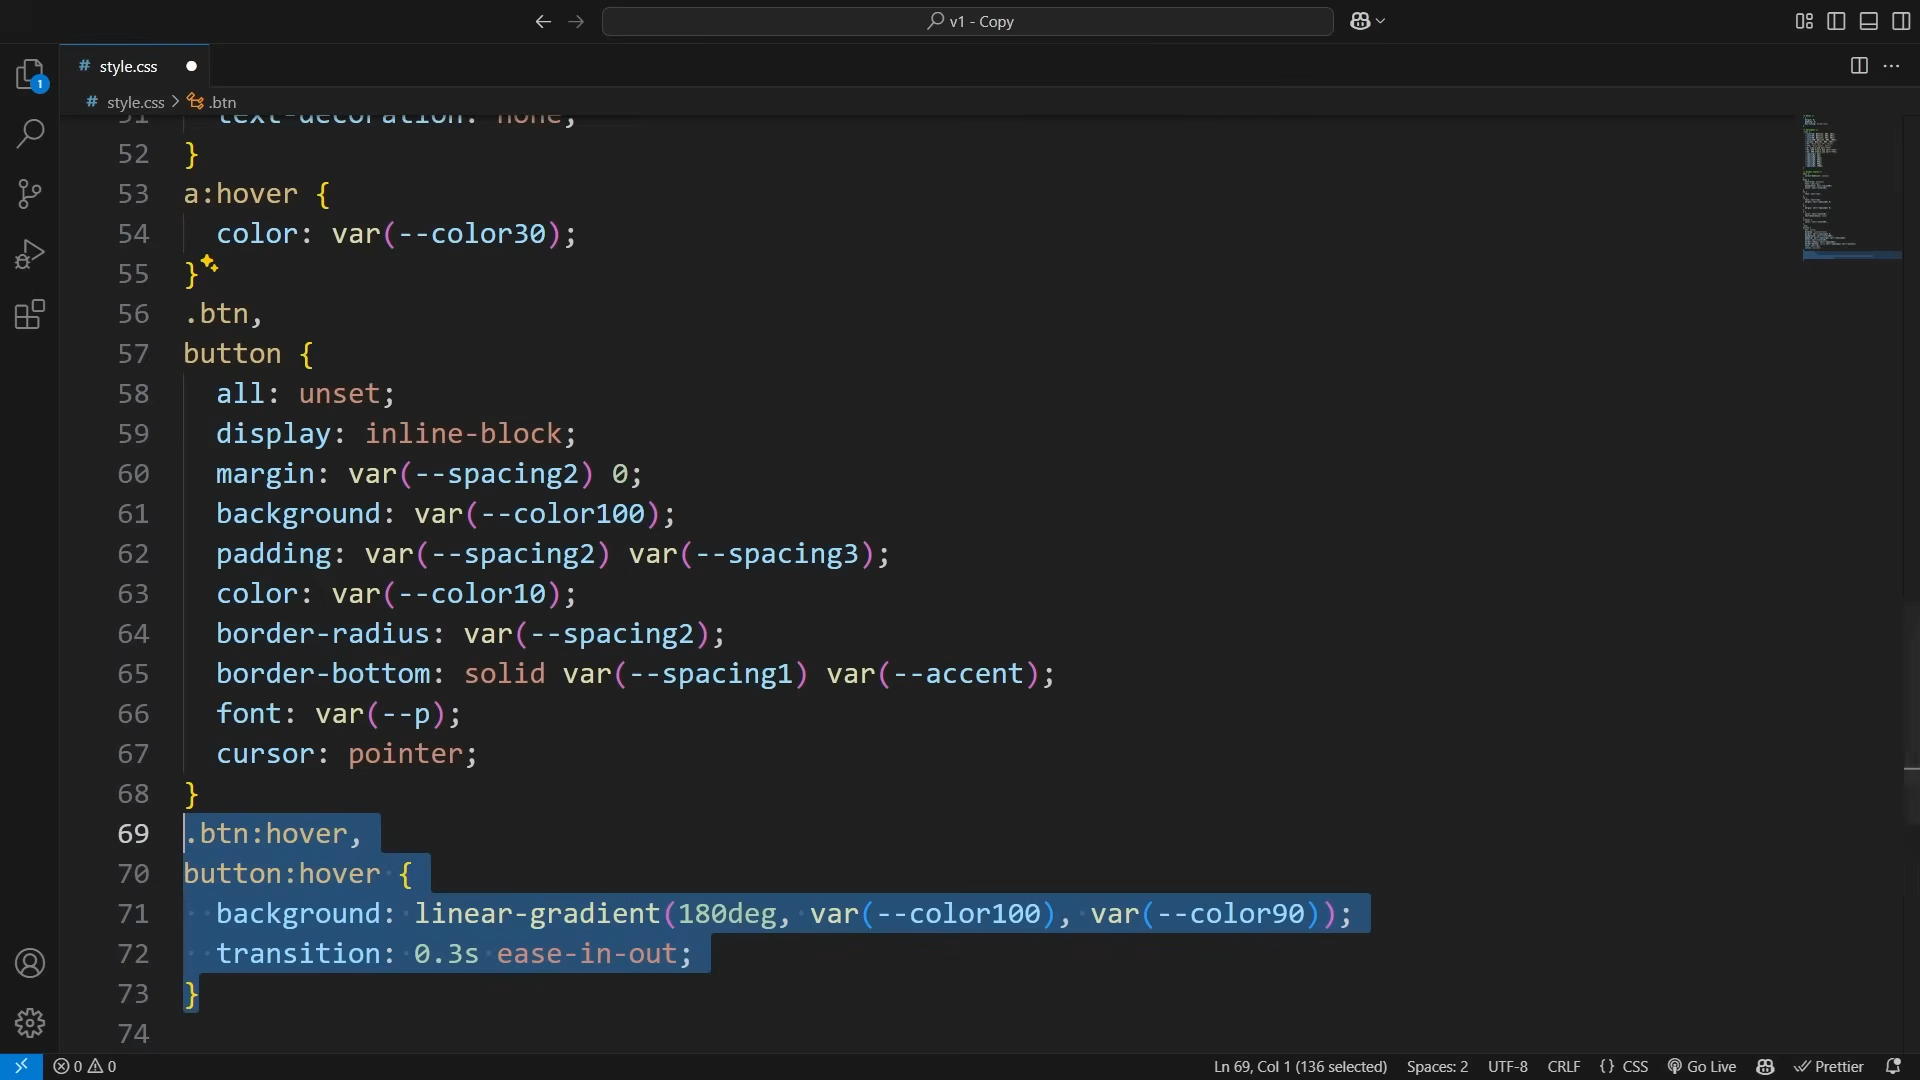 v1 - Copy
1
# style.css
# style.css > .btn
51 text-decoration: none;
52 }
53 a:hover {
54 color: var(--color30);
55 }
56 .btn,
57 button {
58 all: unset;
59 display: inline-block;
60 margin: var(--spacing2) 0;
61 background: var(--color100);
62 padding: var(--spacing2) var(--spacing3);
63 color: var(--color10);
64 border-radius: var(--spacing2);
65 border-bottom: solid var(--spacing1) var(--accent);
66 font: var(--p);
67 cursor: pointer;
68 }
69 .btn:hover,
70 button:hover {
71 background: linear-gradient(180deg, var(--color100), var(--color90));
72 transition: 0.3s ease-in-out;
73 }
74
0 0 Ln 69, Col 1 (136 selected) Spaces: 2 UTF-8 CRLF {} CSS Go Live Prettier